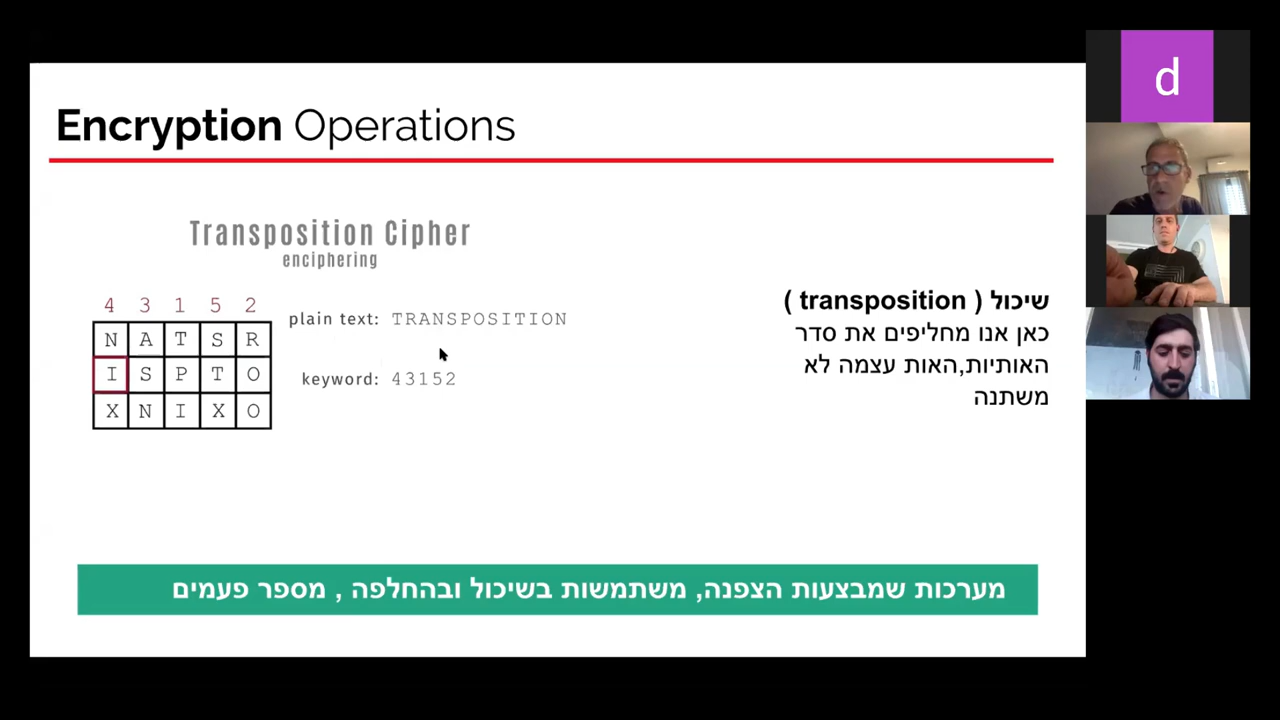 Encryption Operations
Transposition Cipher
enciphering
4 3 1 5 2
N A T S R
I S P T O
X N I X O
plain text: TRANSPOSITION
keyword: 43152
שיכול ( transposition )
כאן אנו מחליפים את סדר
האותיות,האות עצמה לא
משתנה
מערכות שמבצעות הצפנה, משתמשות בשיכול ובהחלפה , מספר פעמים
d